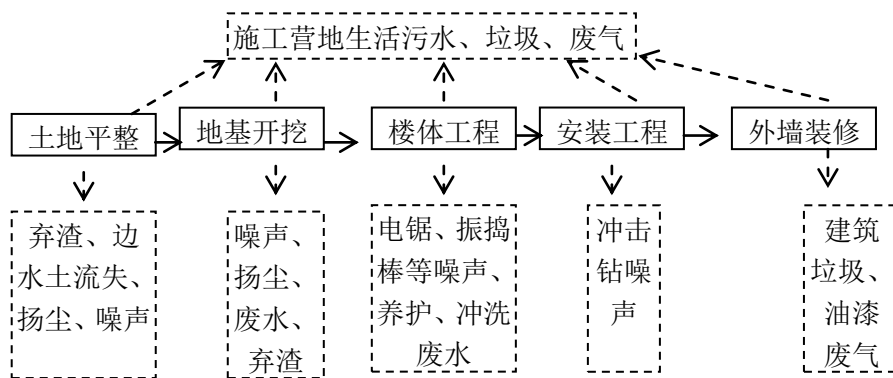 施工营地生活污水、垃圾、废气
土地平整
地基开挖
楼体工程
安装工程
外墙装修
弃渣、边
水土流失、
扬尘、噪声
噪声、
扬尘、
废水、
弃渣
电锯、振捣
棒等噪声、
养护、冲洗
废水
冲击
钻噪
声
建筑
垃圾、
油漆
废气